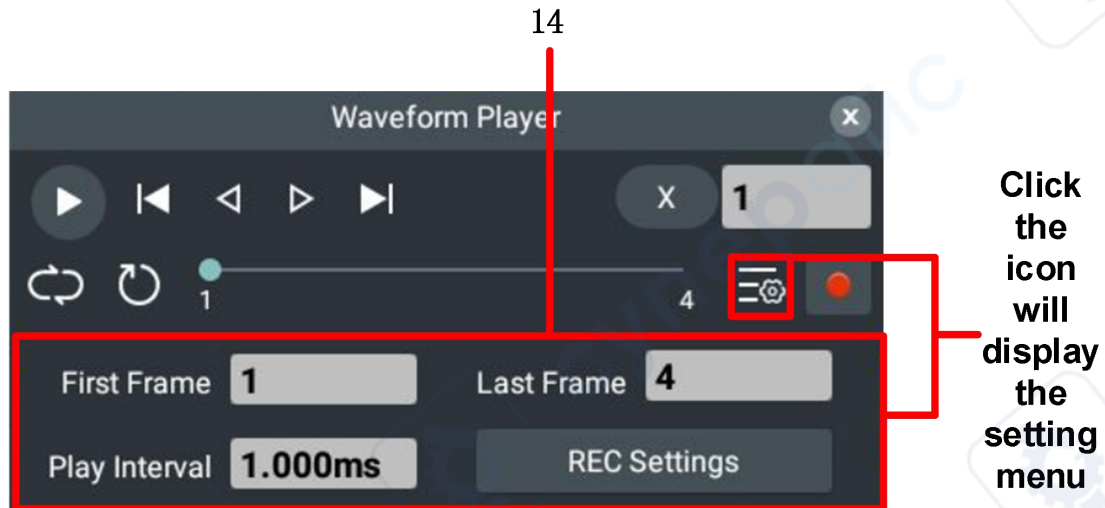 14
Waveform Player
X
X 1
1 4
First Frame 1 Last Frame 4
Play Interval 1.000ms REC Settings
Click
the
icon
will
display
the
setting
menu